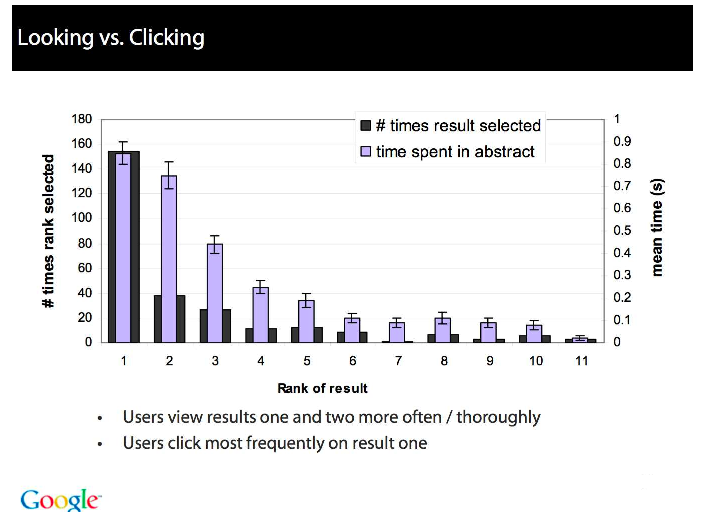 Looking vs. Clicking
# times rank selected
180
160
140
120
100
80
60
40
20
0
# times result selected
time spent in abstract
1
0.9
0.8
0.7
0.6
0.5
0.4
0.3
0.2
0.1
0
mean time (s)
1 2 3 4 5 6 7 8 9 10 11
Rank of result
• Users view results one and two more often / thoroughly
• Users click most frequently on result one
Google